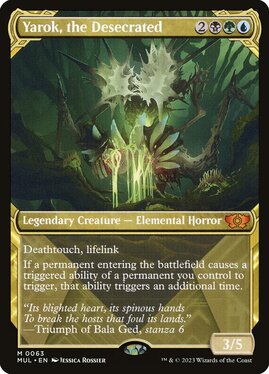 Yarok, the Desecrated 2
Legendary Creature — Elemental Horror
Deathtouch, lifelink
If a permanent entering the battlefield causes a
triggered ability of a permanent you control to
trigger, that ability triggers an additional time.
“Its blighted heart, its spinous hands
To break the hosts that foul its lands.”
—Triumph of Bala Ged, stanza 6
3/5
M 0063
MUL • EN Jessica Rossier
™ & © 2023 Wizards of the Coast